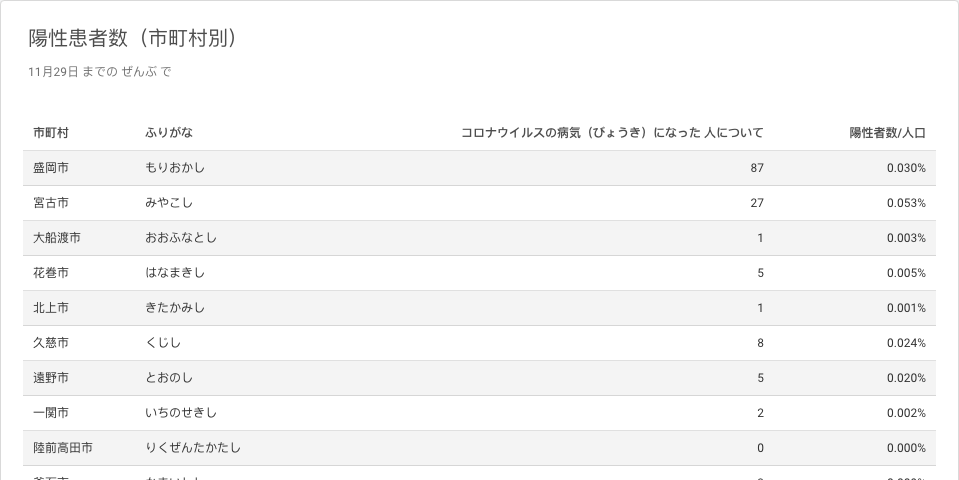 陽性患者数（市町村別）
11月29日 までの ぜんぶ で
市町村 ふりがな コロナウイルスの病気（びょうき）になった 人について 陽性者数/人口
盛岡市 もりおかし 87 0.030%
宮古市 みやこし 27 0.053%
大船渡市 おおふなとし 1 0.003%
花巻市 はなまきし 5 0.005%
北上市 きたかみし 1 0.001%
久慈市 くじし 8 0.024%
遠野市 とおのし 5 0.020%
一関市 いちのせきし 2 0.002%
陸前高田市 りくぜんたかたし 0 0.000%